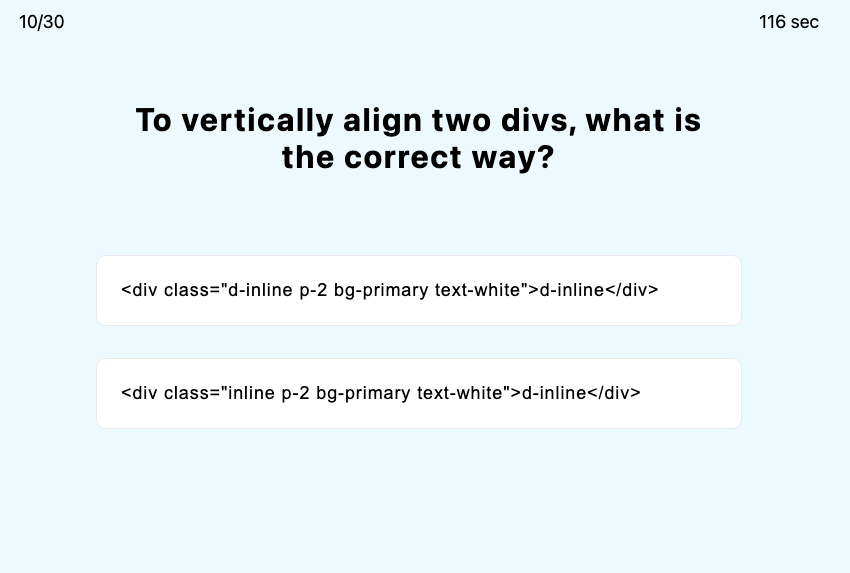 10/30
116 sec
To vertically align two divs, what is
the correct way?
<div class="d-inline p-2 bg-primary text-white">d-inline</div>
<div class="inline p-2 bg-primary text-white">d-inline</div>